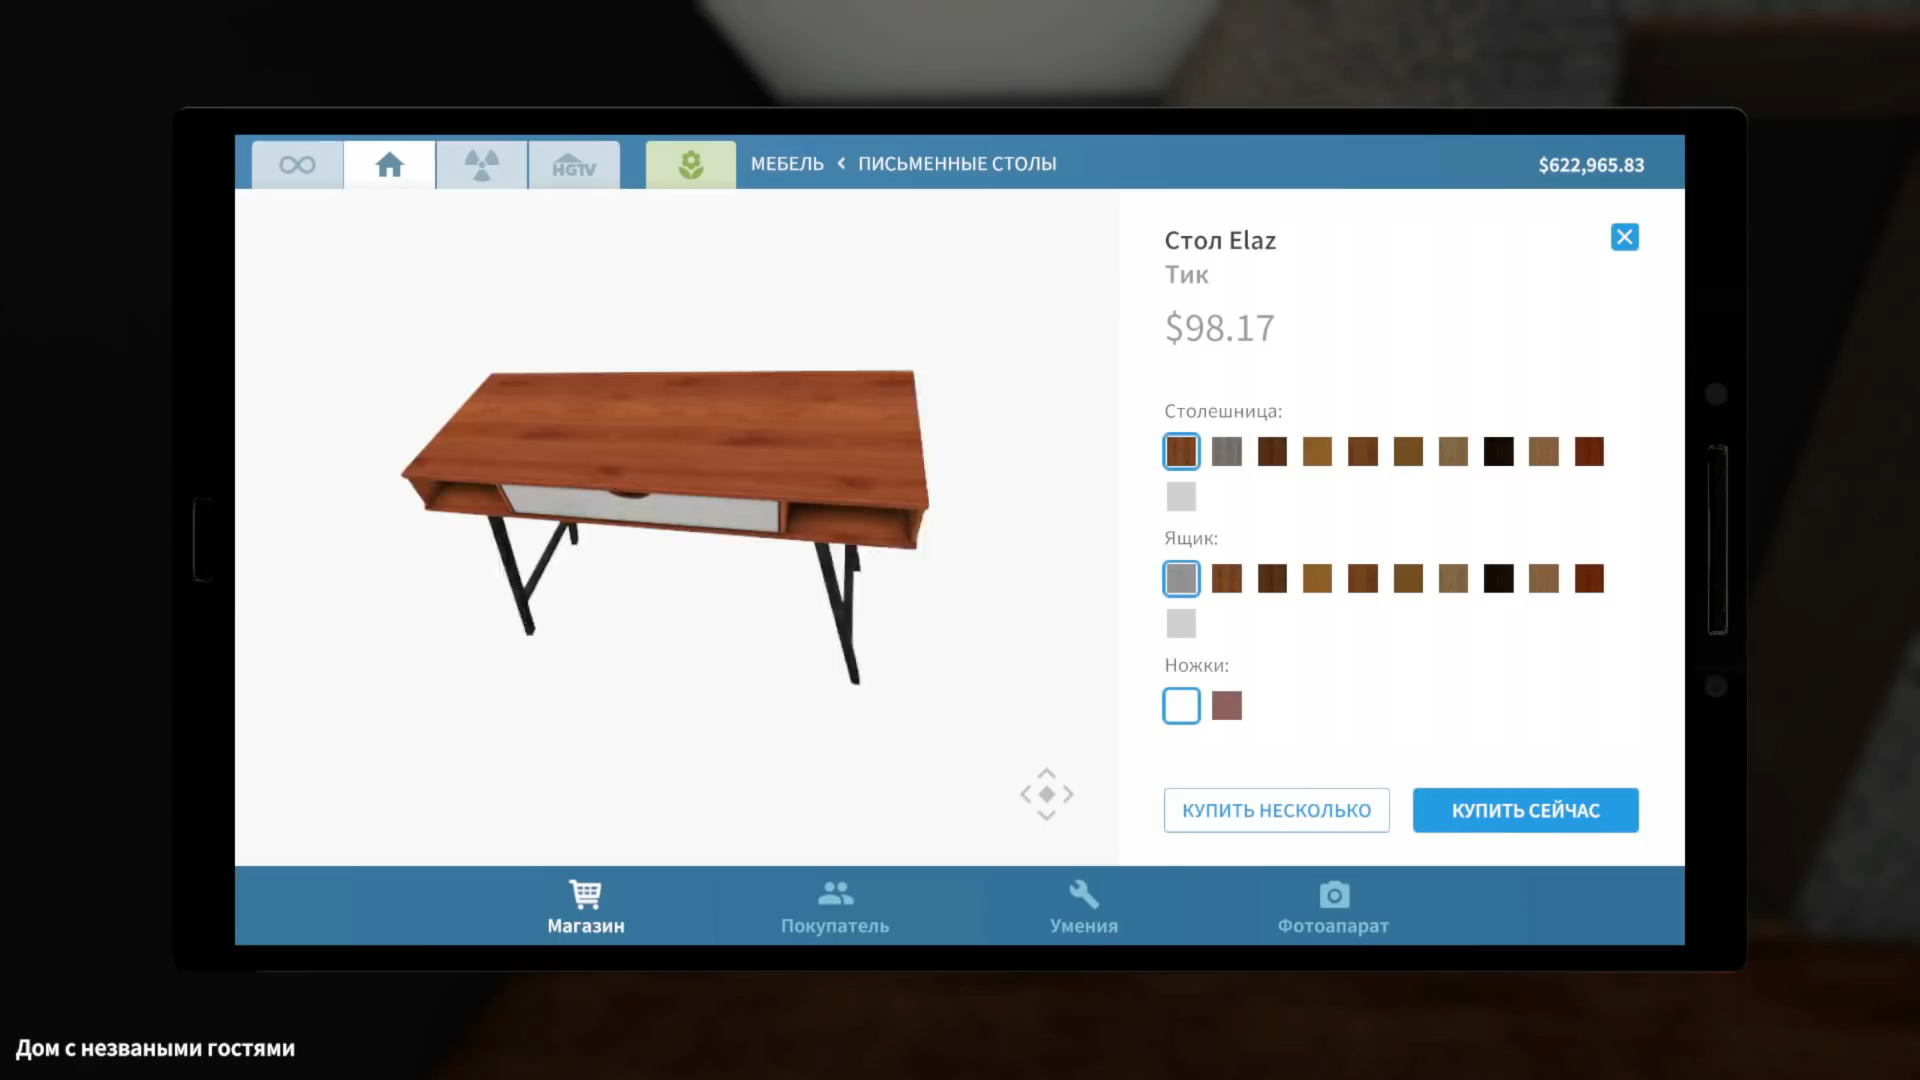 HGTV
МЕБЕЛЬ < ПИСЬМЕННЫЕ СТОЛЫ
$622,965.83
Стол Elaz
Тик
$98.17
Столешница:
Ящик:
Ножки:
КУПИТЬ НЕСКОЛЬКО
КУПИТЬ СЕЙЧАС
Магазин
Покупатель
Умения
Фотоапарат
Дом с незваными гостями